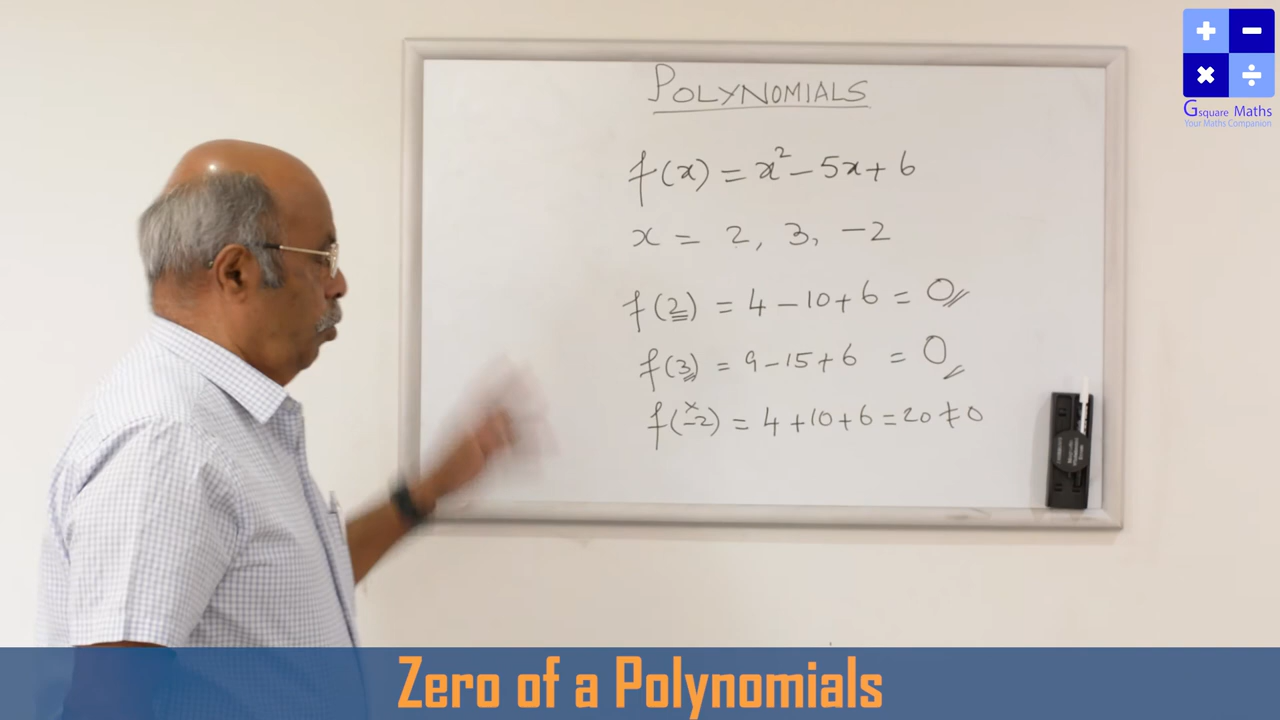 POLYNOMIALS
f(x) = x² - 5x + 6
x = 2, 3, -2
f(2) = 4 - 10 + 6 = 0
f(3) = 9 - 15 + 6 = 0
f(-2) = 4 + 10 + 6 = 20 ≠ 0
+ -
× ÷
Gsquare Maths
Your Maths Companion
Zero of a Polynomials